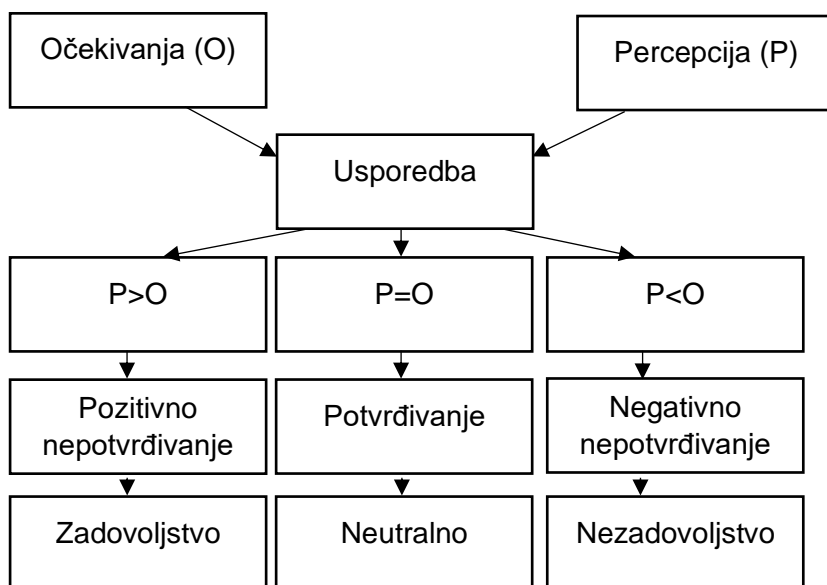 Očekivanja (O)
Percepcija (P)
Usporedba
P>O
P=O
P<O
Pozitivno
nepotvrđivanje
Potvrđivanje
Negativno
nepotvrđivanje
Zadovoljstvo
Neutralno
Nezadovoljstvo